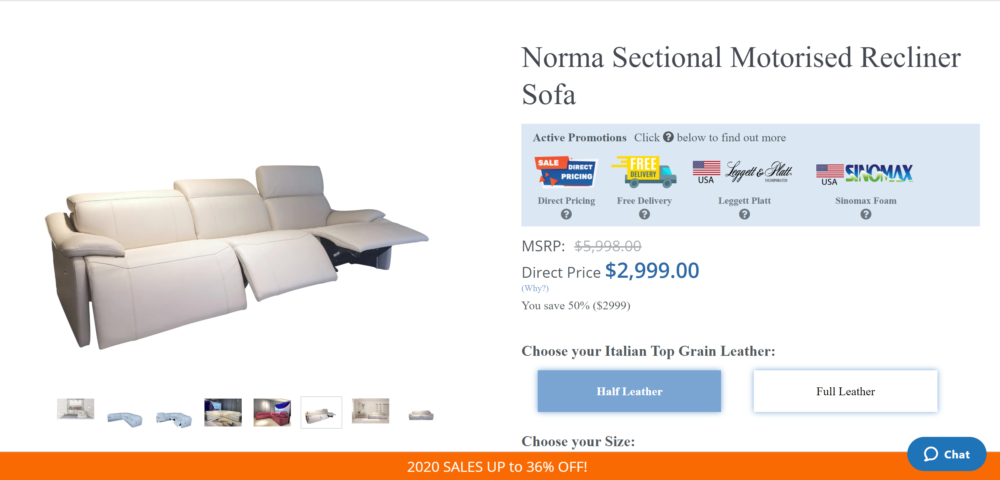 Norma Sectional Motorised Recliner
Sofa
Active Promotions Click ? below to find out more
SALE
DIRECT
PRICING
FREE
DELIVERY
USA
Leggett & Platt
INCORPORATED
USA
SINOMAX
Direct Pricing
Free Delivery
Leggett Platt
Sinomax Foam
?
?
?
?
MSRP: $5,998.00
Direct Price $2,999.00
(Why?)
You save 50% ($2999)
Choose your Italian Top Grain Leather:
Half Leather
Full Leather
Choose your Size:
Chat
2020 SALES UP to 36% OFF!